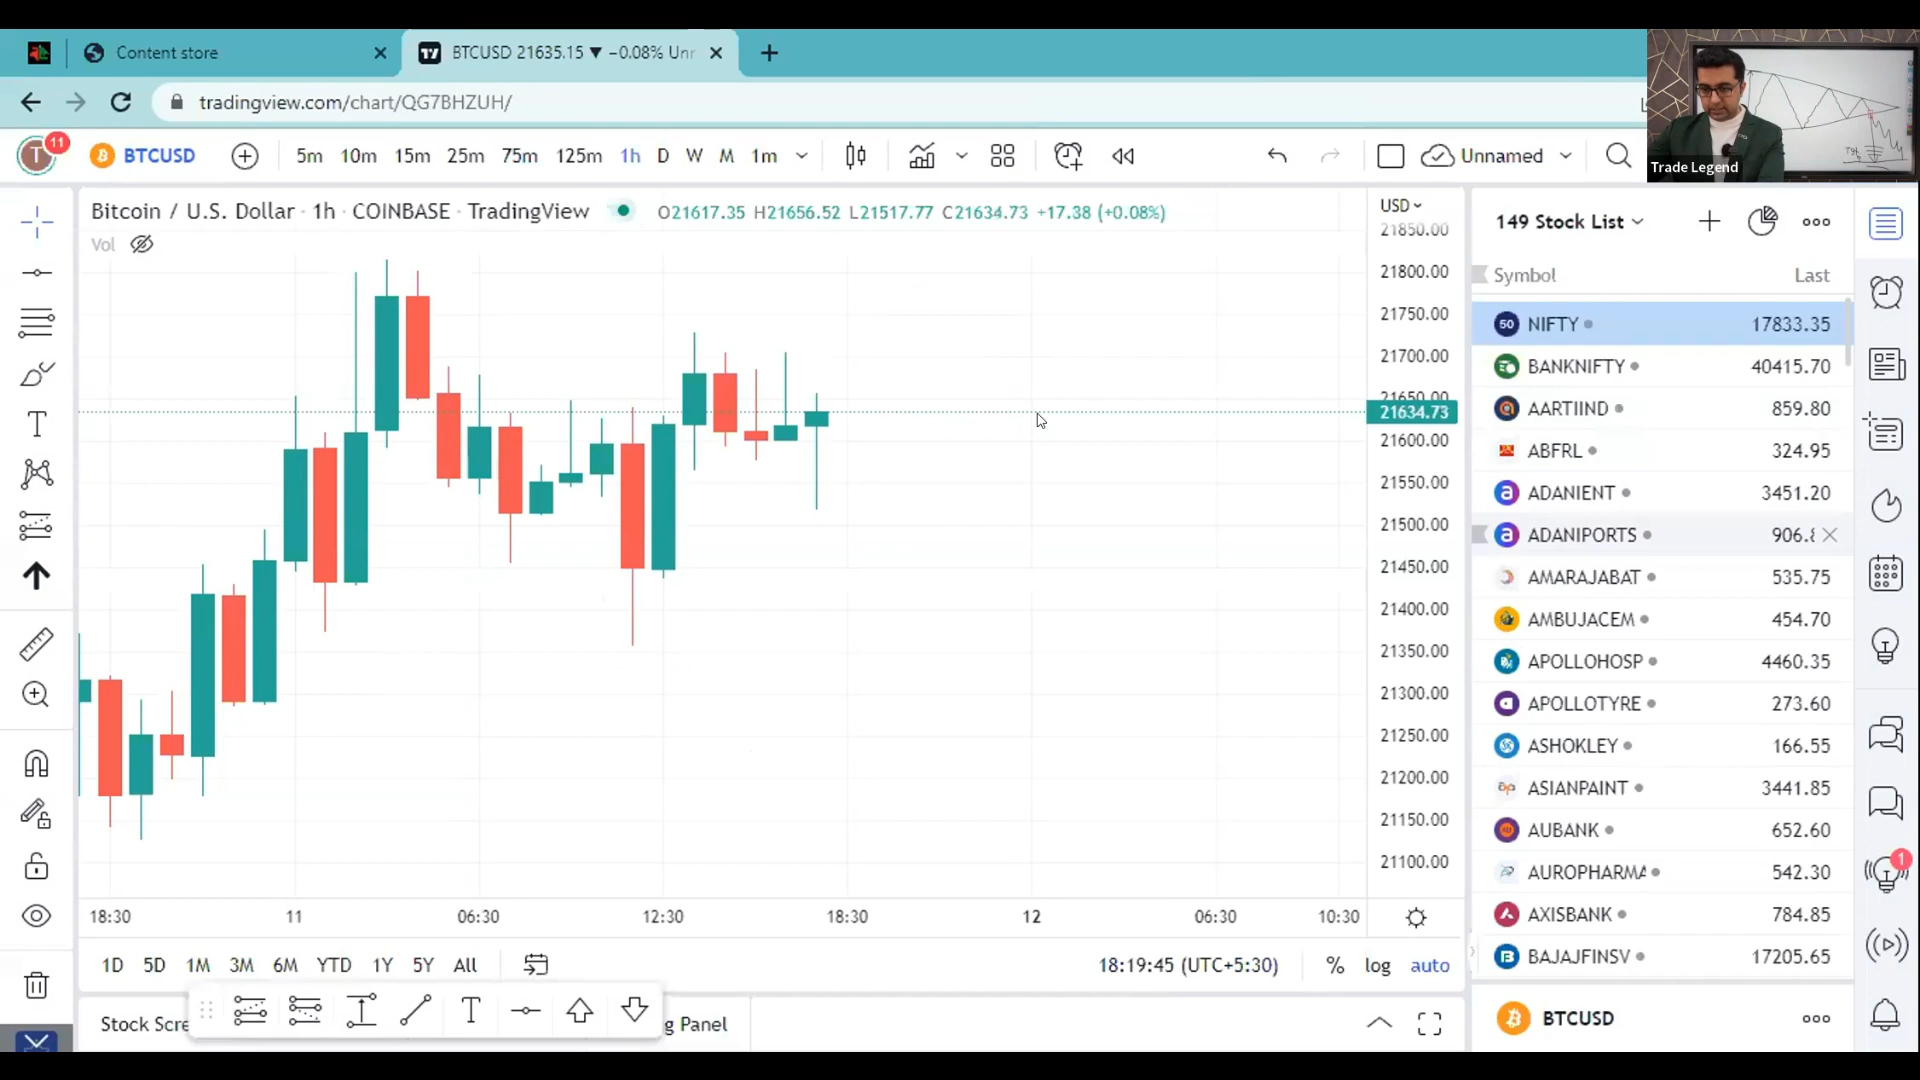 Content store
BTCUSD 21635.15 ▼ −0.08% Unr
tradingview.com/chart/QG7BHZUH/
Trade Legend
T
11
BTCUSD
5m 10m 15m 25m 75m 125m 1h D W M 1m
Unnamed
Bitcoin / U.S. Dollar · 1h · COINBASE · TradingView
O21617.35 H21656.52 L21517.77 C21634.73 +17.38 (+0.08%)
Vol
USD
21850.00
21800.00
21750.00
21700.00
21650.00
21634.73
21600.00
21550.00
21500.00
21450.00
21400.00
21350.00
21300.00
21250.00
21200.00
21150.00
21100.00
18:30 11 06:30 12:30 18:30 12 06:30 10:30
1D 5D 1M 3M 6M YTD 1Y 5Y All
18:19:45 (UTC+5:30) % log auto
Stock Scre
g Panel
149 Stock List
Symbol Last
50 NIFTY 17833.35
BANKNIFTY 40415.70
AARTIIND 859.80
ABFRL 324.95
ADANIENT 3451.20
ADANIPORTS 906.8
AMARAJABAT 535.75
AMBUJACEM 454.70
APOLLOHOSP 4460.35
APOLLOTYRE 273.60
ASHOKLEY 166.55
ASIANPAINT 3441.85
AUBANK 652.60
AUROPHARMA 542.30
AXISBANK 784.85
BAJAJFINSV 17205.65
BTCUSD
1